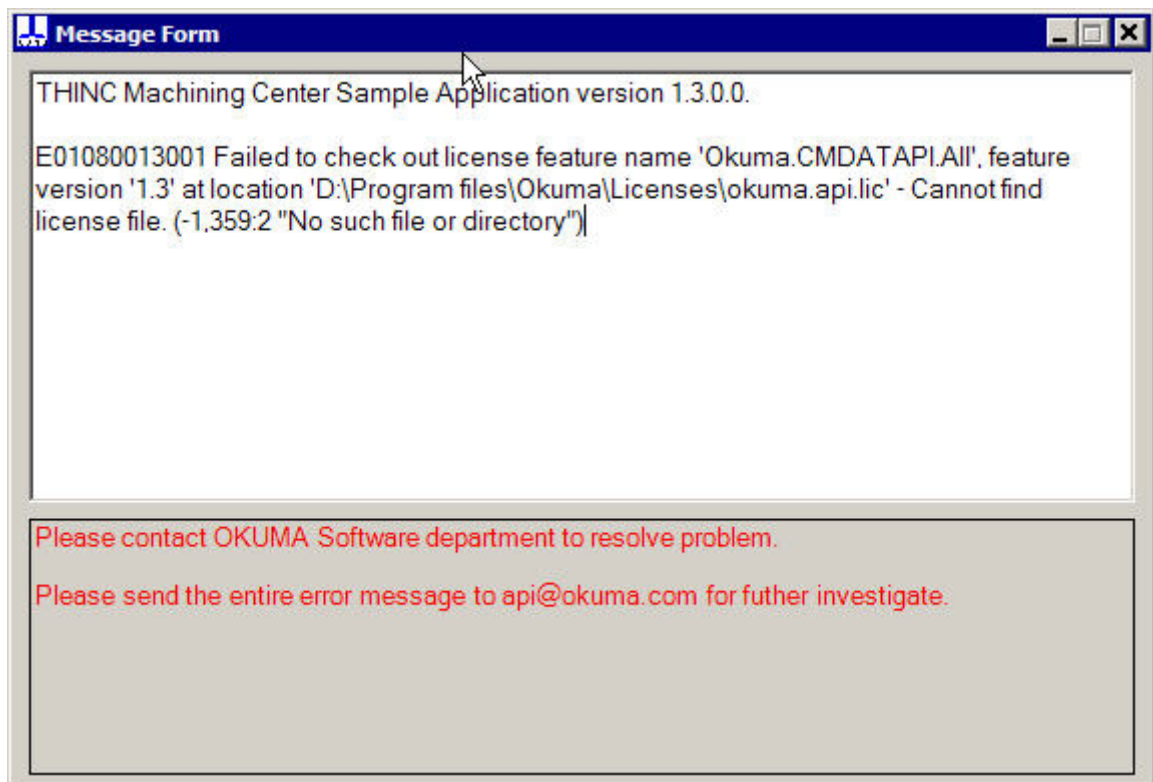 Message Form
THINC Machining Center Sample Application version 1.3.0.0.
E01080013001 Failed to check out license feature name 'Okuma.CMDATAPI.All', feature
version '1.3' at location 'D:\Program files\Okuma\Licenses\okuma.api.lic' - Cannot find
license file. (-1,359:2 "No such file or directory")
Please contact OKUMA Software department to resolve problem.
Please send the entire error message to api@okuma.com for futher investigate.